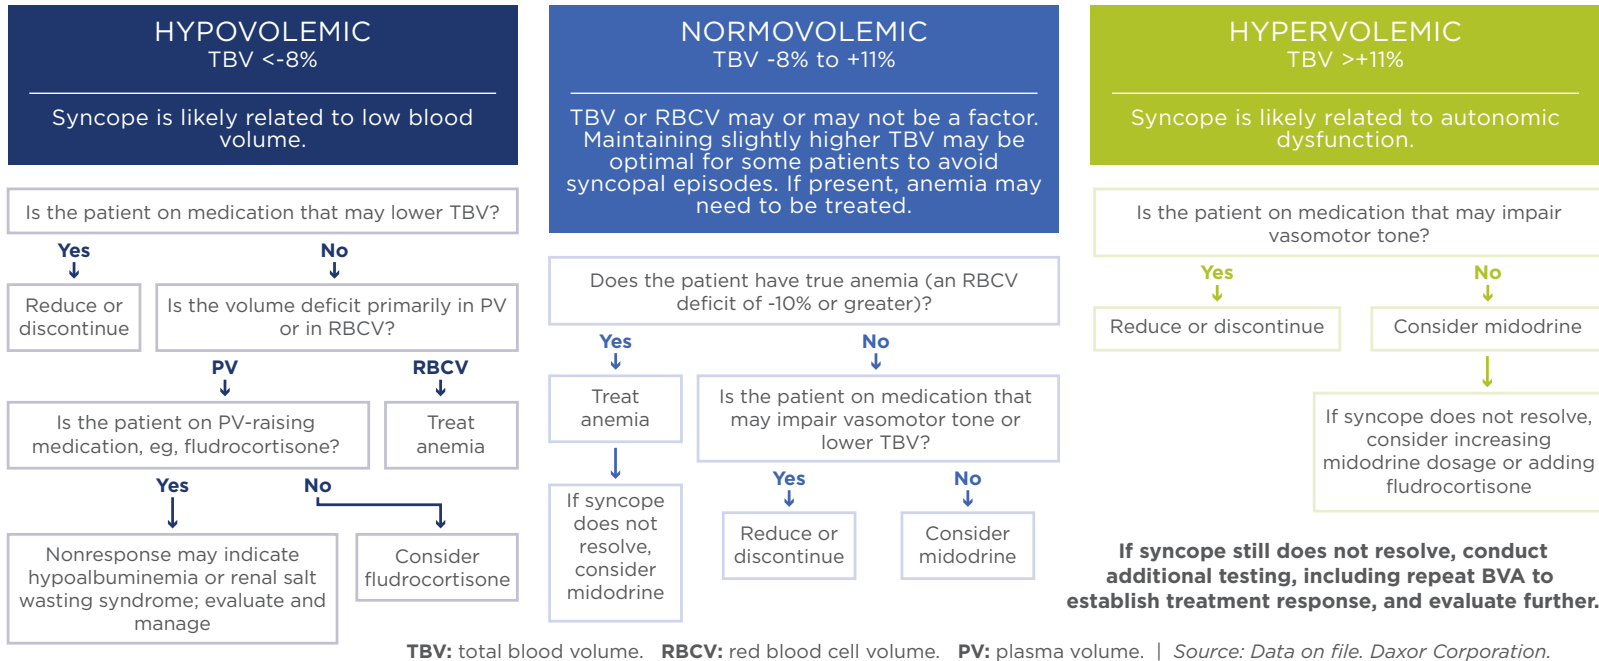 HYPOVOLEMIC
TBV <-8%
Syncope is likely related to low blood
volume.
Is the patient on medication that may lower TBV?
Yes
No
Reduce or
discontinue
Is the volume deficit primarily in PV
or in RBCV?
PV
RBCV
Is the patient on PV-raising
medication, eg, fludrocortisone?
Treat
anemia
Yes
No
Nonresponse may indicate
hypoalbuminemia or renal salt
wasting syndrome; evaluate and
manage
Consider
fludrocortisone
NORMOVOLEMIC
TBV -8% to +11%
TBV or RBCV may or may not be a factor.
Maintaining slightly higher TBV may be
optimal for some patients to avoid
syncopal episodes. If present, anemia may
need to be treated.
Does the patient have true anemia (an RBCV
deficit of -10% or greater)?
Yes
No
Treat
anemia
Is the patient on medication that
may impair vasomotor tone or
lower TBV?
If syncope
does not
resolve,
consider
midodrine
Yes
No
Reduce or
discontinue
Consider
midodrine
HYPERVOLEMIC
TBV >+11%
Syncope is likely related to autonomic
dysfunction.
Is the patient on medication that may impair
vasomotor tone?
Yes
No
Reduce or discontinue
Consider midodrine
If syncope does not resolve,
consider increasing
midodrine dosage or adding
fludrocortisone
If syncope still does not resolve, conduct
additional testing, including repeat BVA to
establish treatment response, and evaluate further.
TBV: total blood volume. RBCV: red blood cell volume. PV: plasma volume. | Source: Data on file. Daxor Corporation.